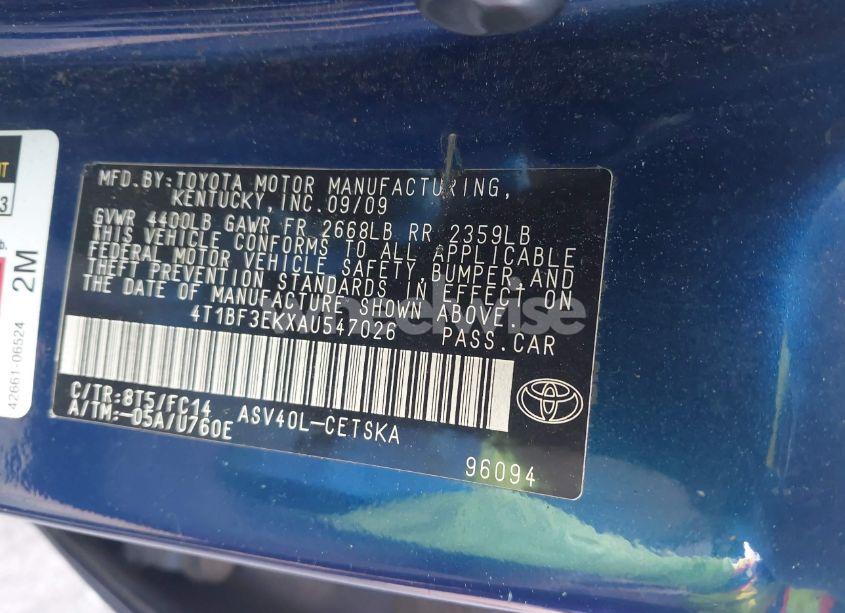 MFD.BY:TOYOTA MOTOR MANUFACTURING,
KENTUCKY, INC.09/09
GVWR 4400LB GAWR FR 2668LB RR 2359LB
THIS VEHICLE CONFORMS TO ALL APPLICABLE
FEDERAL MOTOR VEHICLE SAFETY, BUMPER AND
THEFT PREVENTION STANDARDS IN EFFECT ON
THE DATE OF MANUFACTURE SHOWN ABOVE.
4T1BF3EKXAU547026 PASS.CAR
C/TR:8T5/FC14
A/TM:-05A/U760E
ASV40L-CETSKA
96094
42661-06524
2M
3